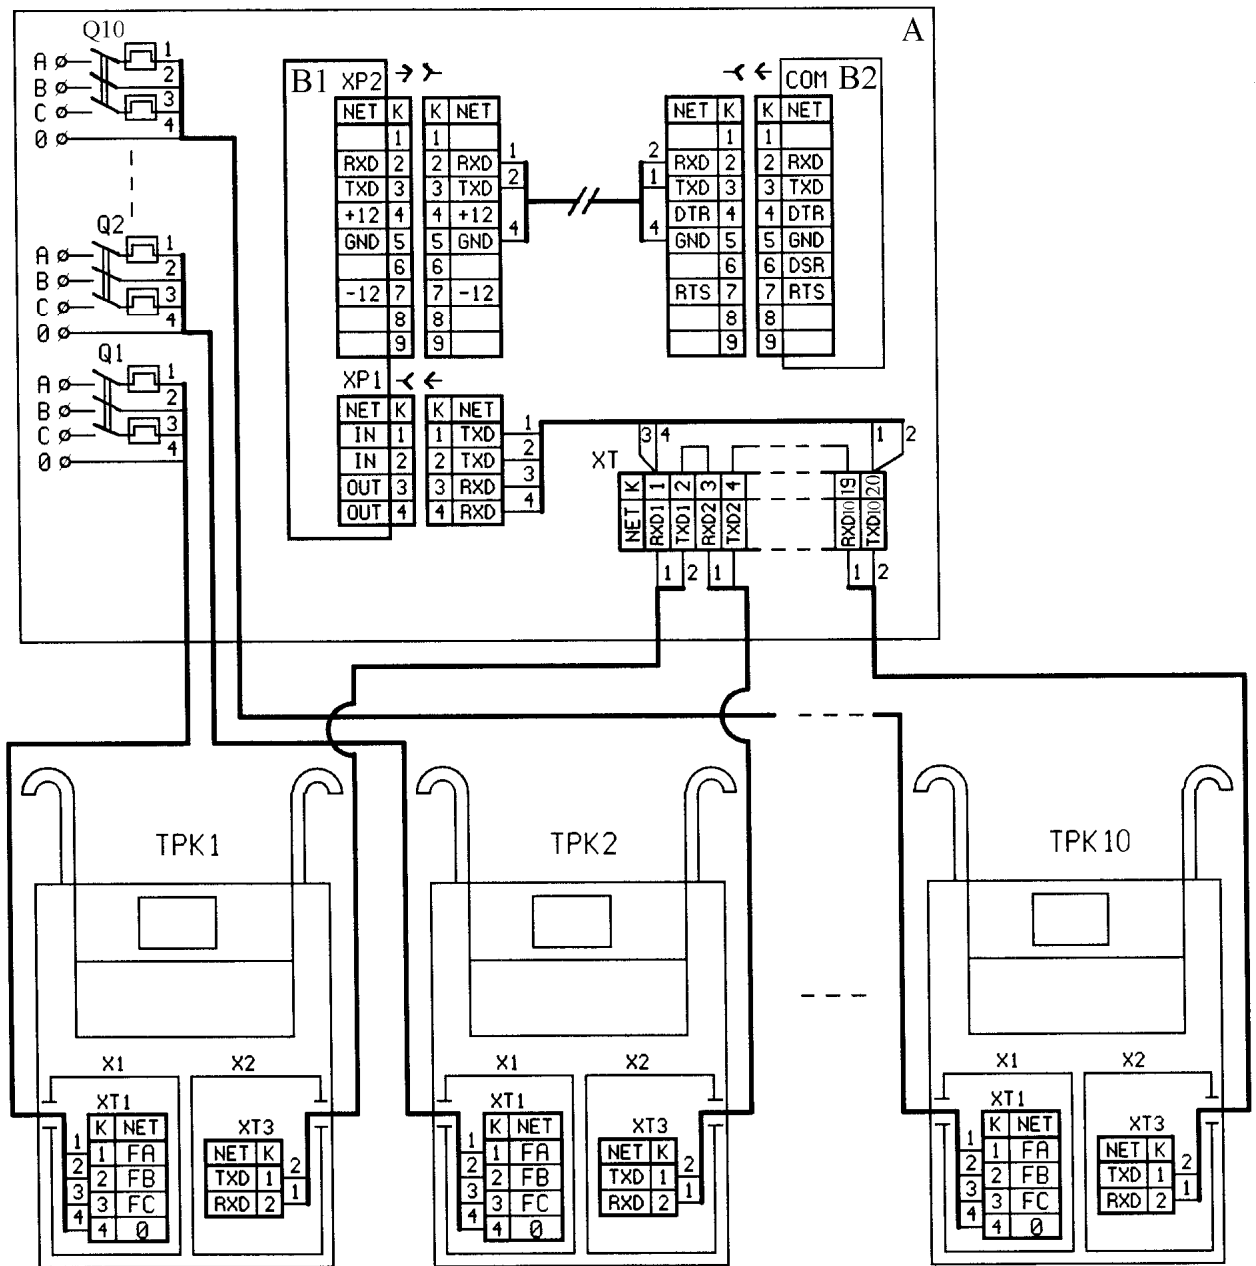 A
Q10
A 1
B 2
C 3
0 4
Q2
A 1
B 2
C 3
0 4
Q1
A 1
B 2
C 3
0 4
B1 XP2
NET K K NET
1 1
RXD 2 2 RXD 1
TXD 3 3 TXD 2
+12 4 4 +12
GND 5 5 GND 4
6 6
-12 7 7 -12
8 8
9 9
COM B2
NET K K NET
1 1
2 RXD 2 2 RXD
1 TXD 3 3 TXD
DTR 4 4 DTR
4 GND 5 5 GND
6 6 DSR
RTS 7 7 RTS
8 8
9 9
XP1
NET K K NET
IN 1 1 TXD 1
IN 2 2 TXD 2
OUT 3 3 RXD 3
OUT 4 4 RXD 4
3 4 1 2
XT
K 1 2 3 4 19 20
NET RXD1 TXD1 RXD2 TXD2 RXD10 TXD10
1 2 1 1 2
TPK1
X1 X2
XT1
K NET
1 1 FA
2 2 FB
3 3 FC
4 4 0
XT3
NET K
TXD 1 2
RXD 2 1
TPK2
X1 X2
XT1
K NET
1 1 FA
2 2 FB
3 3 FC
4 4 0
XT3
NET K
TXD 1 2
RXD 2 1
TPK10
X1 X2
XT1
K NET
1 1 FA
2 2 FB
3 3 FC
4 4 0
XT3
NET K
TXD 1 2
RXD 2 1